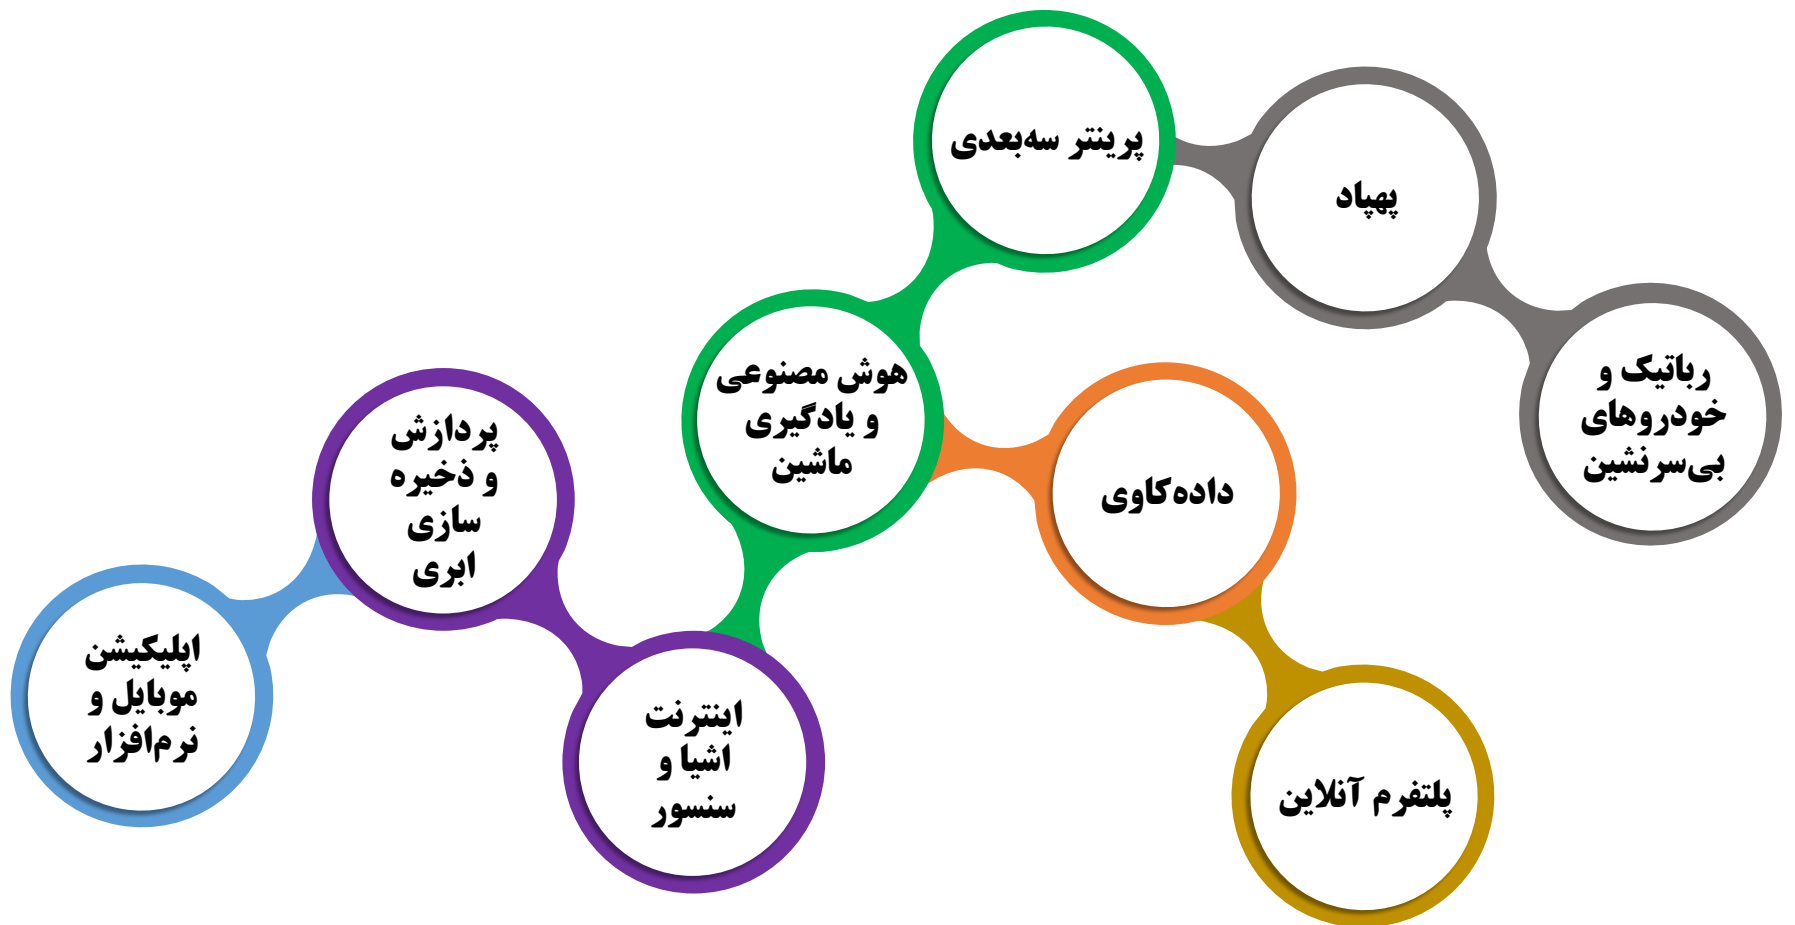 پرینتر سه‌بعدی
پهپاد
رباتیک و
خودروهای
بی‌سرنشین
هوش مصنوعی
و یادگیری
ماشین
داده‌کاوی
پردازش
و ذخیره
سازی
ابری
اپلیکیشن
موبایل و
نرم‌افزار
اینترنت
اشیا و
سنسور
پلتفرم آنلاین